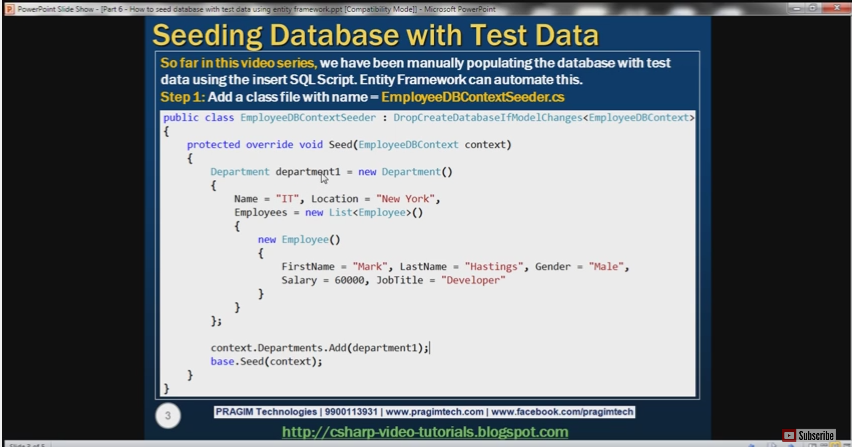 PowerPoint Slide Show - [Part 6 - How to seed database with test data using entity framework.ppt [Compatibility Mode]] - Microsoft PowerPoint
Seeding Database with Test Data
So far in this video series, we have been manually populating the database with test
data using the insert SQL Script. Entity Framework can automate this.
Step 1: Add a class file with name = EmployeeDBContextSeeder.cs
public class EmployeeDBContextSeeder : DropCreateDatabaseIfModelChanges<EmployeeDBContext>
{
protected override void Seed(EmployeeDBContext context)
{
Department department1 = new Department()
{
Name = "IT", Location = "New York",
Employees = new List<Employee>()
{
new Employee()
{
FirstName = "Mark", LastName = "Hastings", Gender = "Male",
Salary = 60000, JobTitle = "Developer"
}
}
};
context.Departments.Add(department1);
base.Seed(context);
}
}
3
PRAGIM Technologies | 9900113931 | www.pragimtech.com | www.facebook.com/pragimtech
http://csharp-video-tutorials.blogspot.com
Subscribe